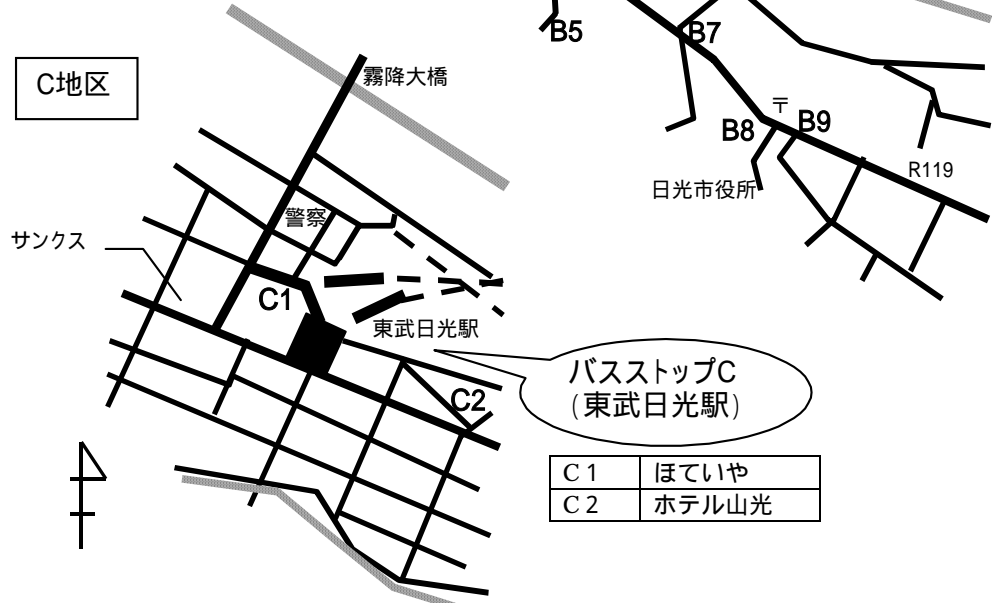 B5
B7
C地区
霧降大橋
〒
B8
B9
R119
日光市役所
警察
サンクス
C1
東武日光駅
バスストップC
(東武日光駅)
C2
C1 ほていや
C2 ホテル山光